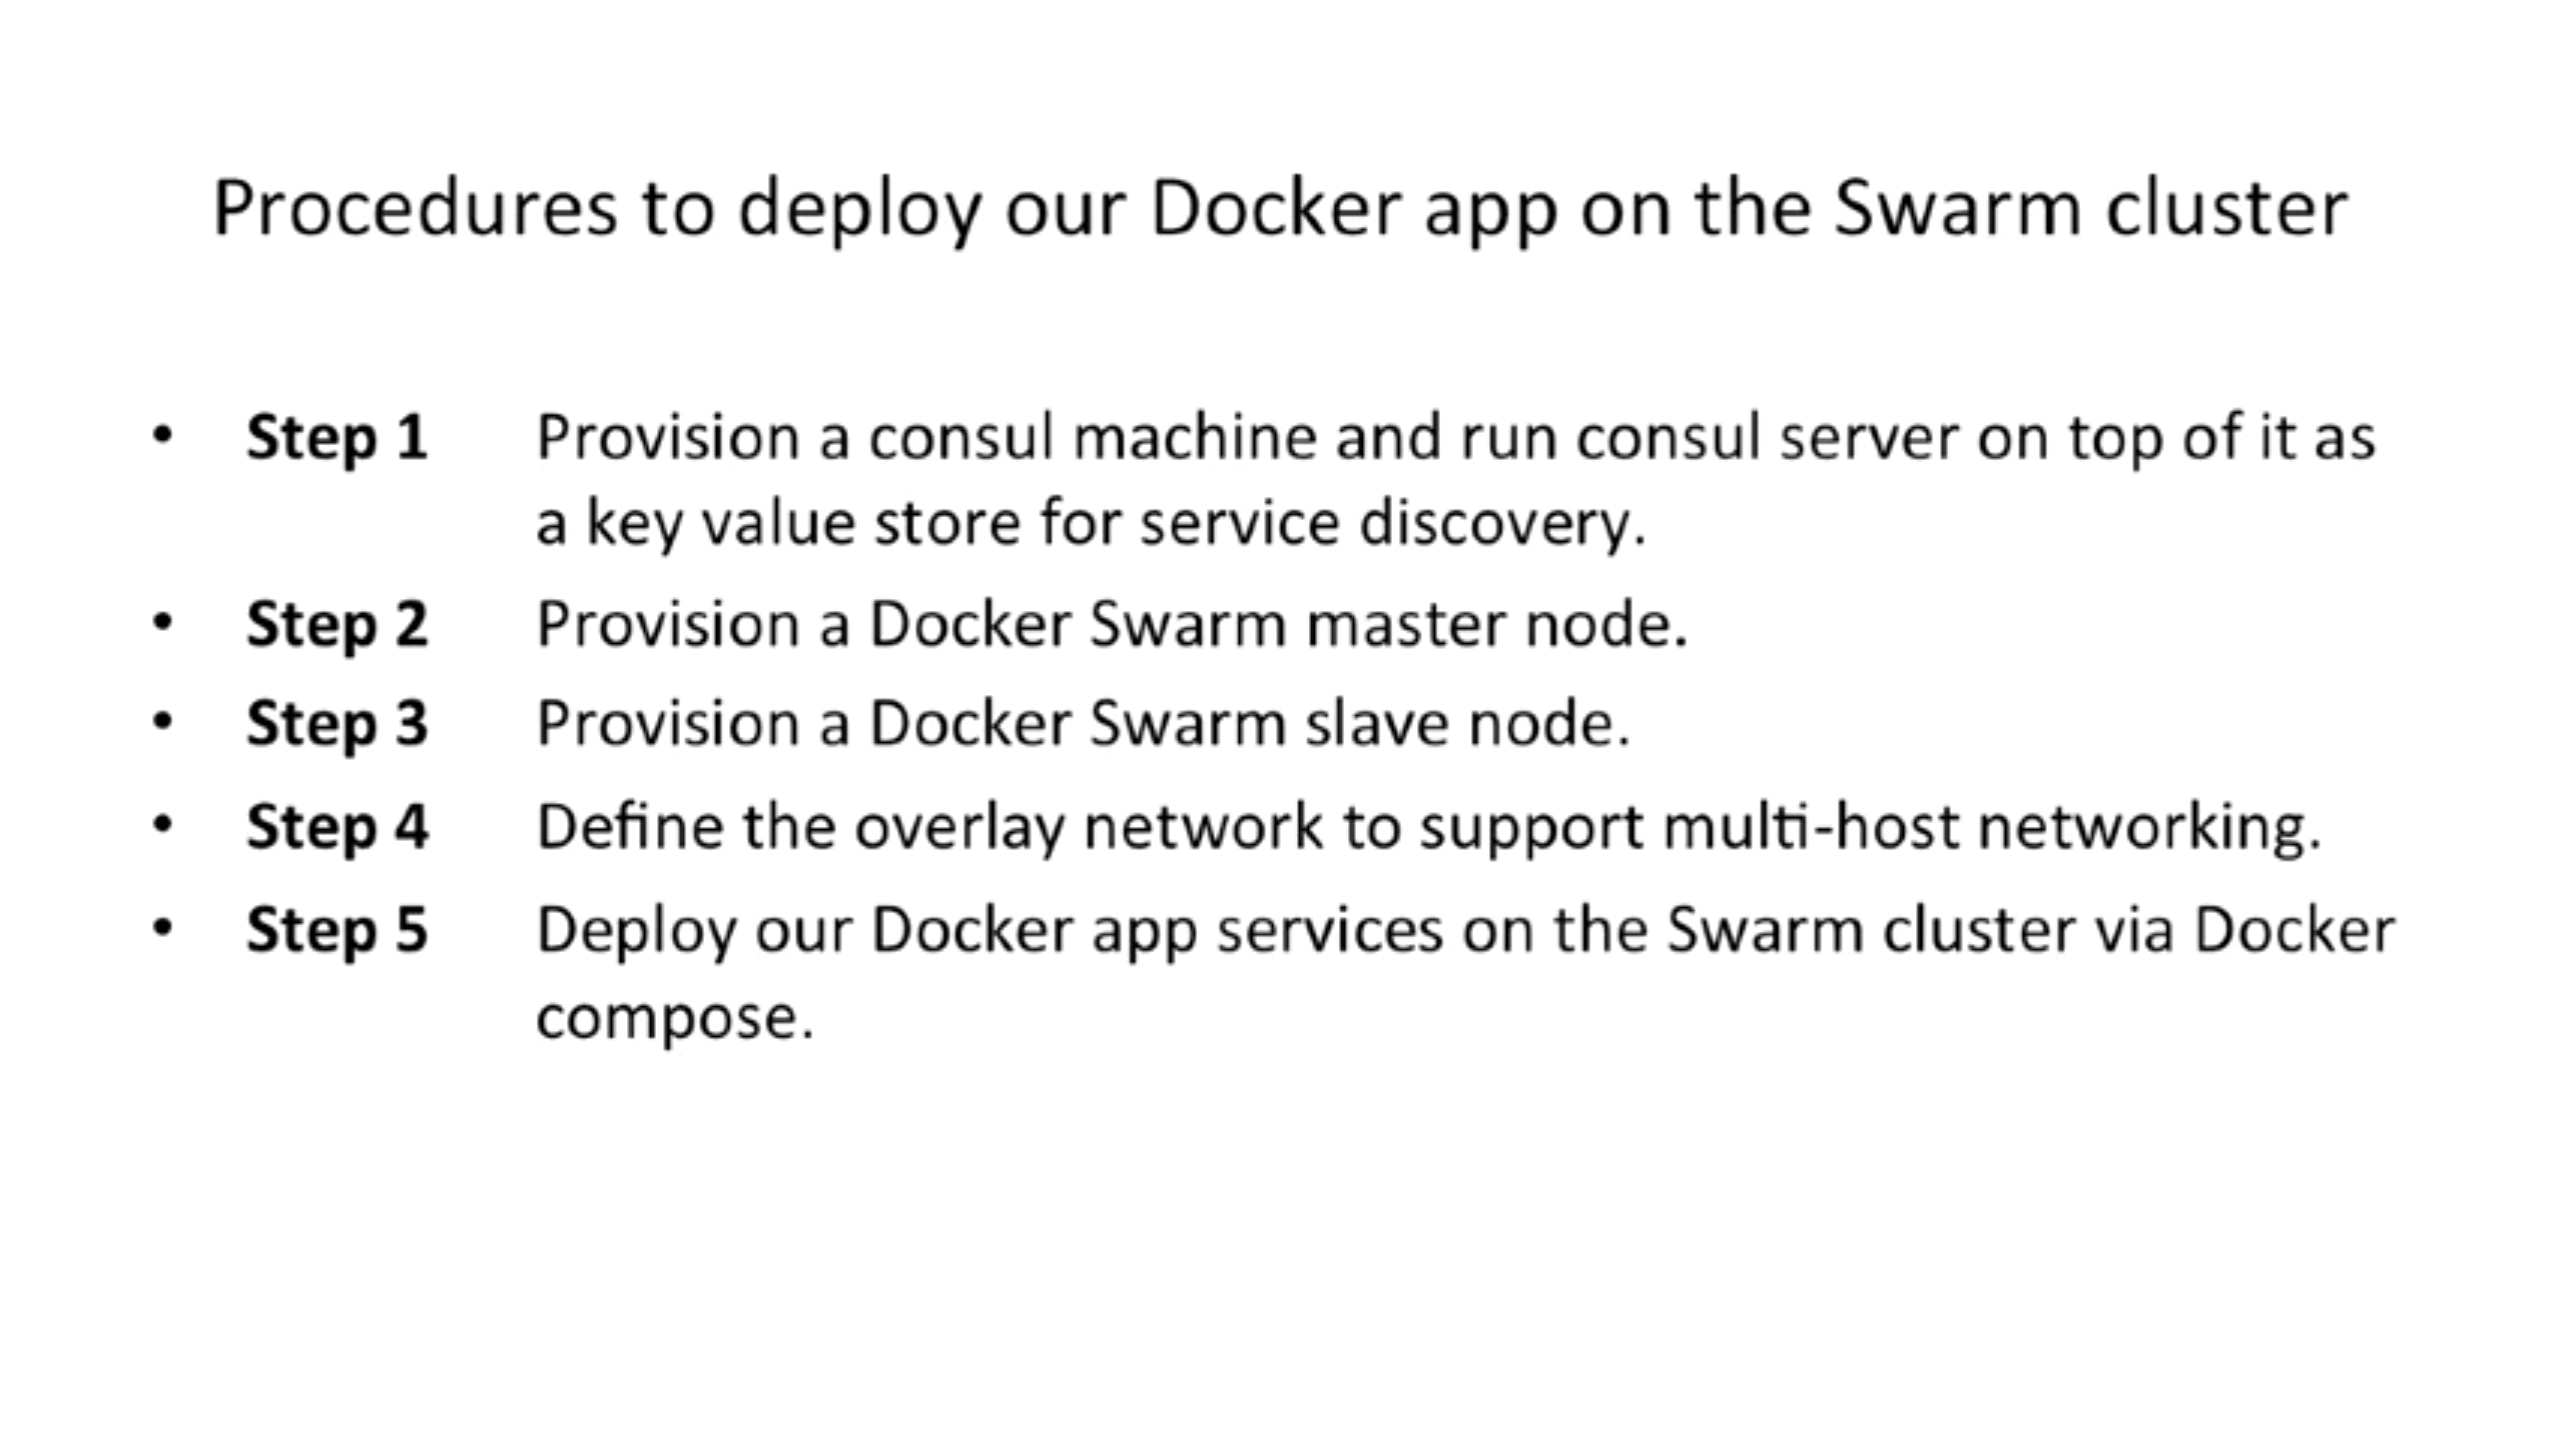 Procedures to deploy our Docker app on the Swarm cluster
• Step 1 Provision a consul machine and run consul server on top of it as
a key value store for service discovery.
• Step 2 Provision a Docker Swarm master node.
• Step 3 Provision a Docker Swarm slave node.
• Step 4 Define the overlay network to support multi-host networking.
• Step 5 Deploy our Docker app services on the Swarm cluster via Docker
compose.